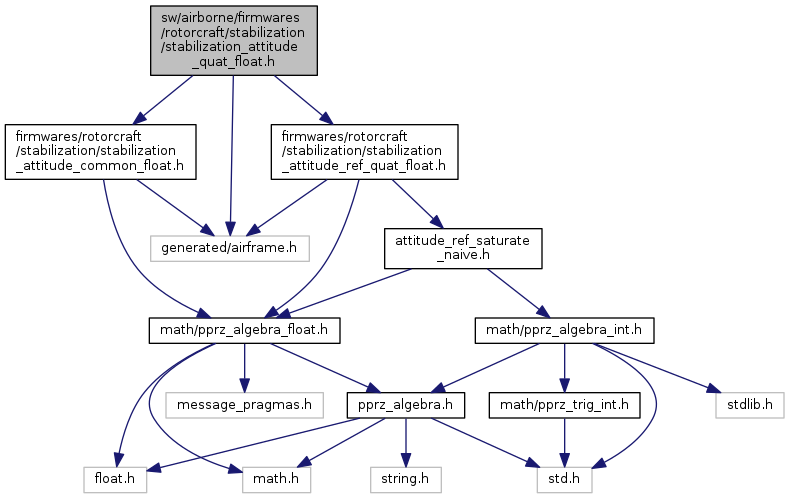 sw/airborne/firmwares
/rotorcraft/stabilization
/stabilization_attitude
_quat_float.h
firmwares/rotorcraft
/stabilization/stabilization
_attitude_common_float.h
firmwares/rotorcraft
/stabilization/stabilization
_attitude_ref_quat_float.h
generated/airframe.h
attitude_ref_saturate
_naive.h
math/pprz_algebra_float.h
math/pprz_algebra_int.h
message_pragmas.h
pprz_algebra.h
math/pprz_trig_int.h
stdlib.h
float.h
math.h
string.h
std.h